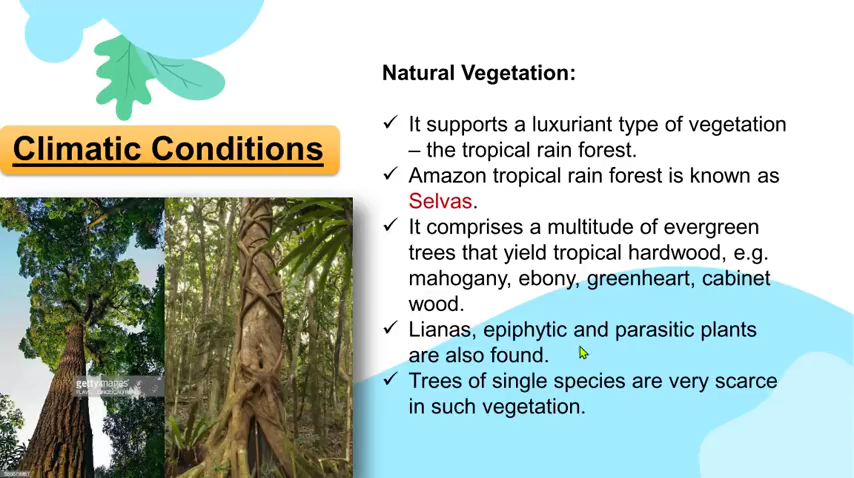 Natural Vegetation:
It supports a luxuriant type of vegetation
– the tropical rain forest.
Climatic Conditions
Amazon tropical rain forest is known as
Selvas.
It comprises a multitude of evergreen
trees that yield tropical hardwood, e.g.
mahogany, ebony, greenheart, cabinet
wood.
Lianas, epiphytic and parasitic plants
are also found.
Trees of single species are very scarce
in such vegetation.
gettyimages